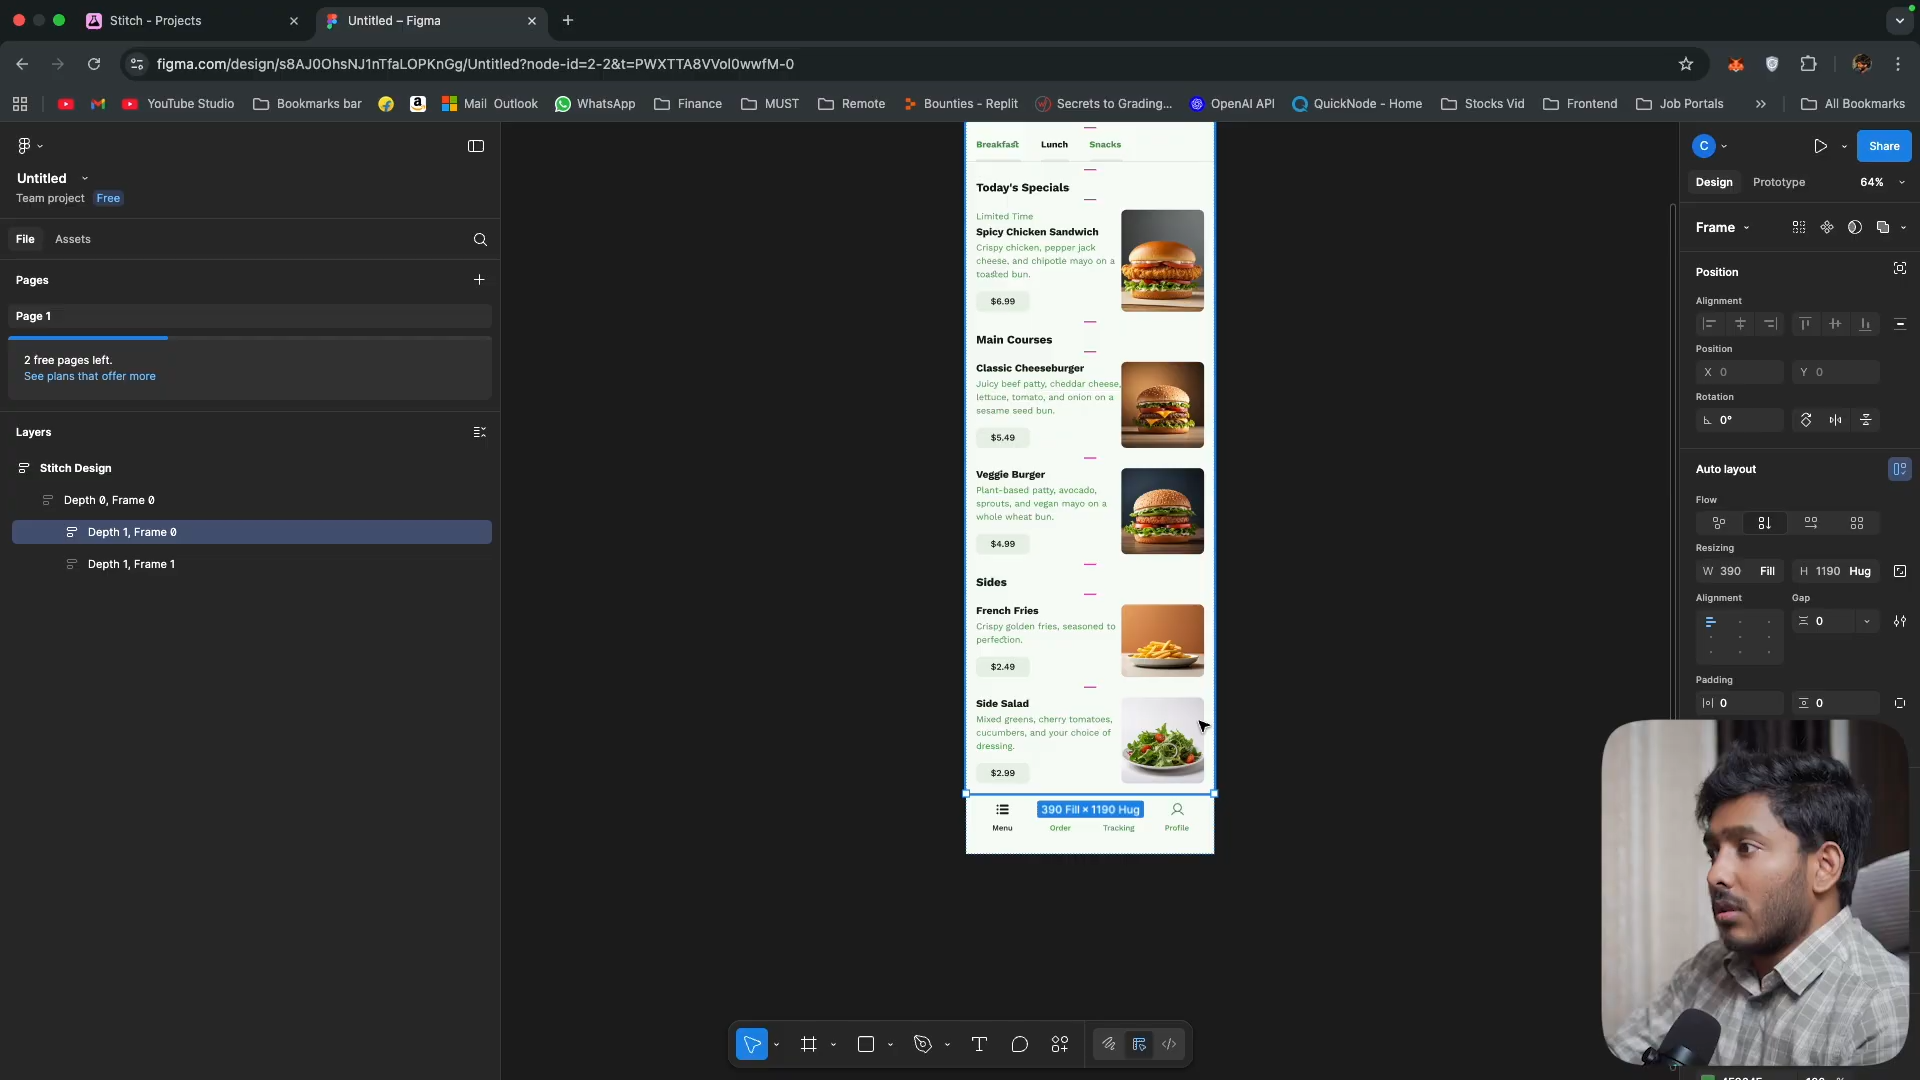 Stitch - Projects
Untitled – Figma
figma.com/design/s8AJ0OhsNJ1nTfaLOPKnGg/Untitled?node-id=2-2&t=PWXTTA8VVol0wwfM-0
YouTube Studio
Bookmarks bar
Mail Outlook
WhatsApp
Finance
MUST
Remote
Bounties - Replit
Secrets to Grading...
OpenAI API
QuickNode - Home
Stocks Vid
Frontend
Job Portals
All Bookmarks
Untitled
Team project Free
File
Assets
Pages
Page 1
2 free pages left.
See plans that offer more
Layers
Stitch Design
Depth 0, Frame 0
Depth 1, Frame 0
Depth 1, Frame 1
Breakfast
Lunch
Snacks
Today's Specials
Limited Time
Spicy Chicken Sandwich
Crispy chicken, pepper jack
cheese, and chipotle mayo on a
toasted bun.
$6.99
Main Courses
Classic Cheeseburger
Juicy beef patty, cheddar cheese,
lettuce, tomato, and onion on a
sesame seed bun.
$5.49
Veggie Burger
Plant-based patty, avocado,
sprouts, and vegan mayo on a
whole wheat bun.
$4.99
Sides
French Fries
Crispy golden fries, seasoned to
perfection.
$2.49
Side Salad
Mixed greens, cherry tomatoes,
cucumbers, and your choice of
dressing.
$2.99
390 Fill × 1190 Hug
Menu
Order
Tracking
Profile
C
Share
Design
Prototype
64%
Frame
Position
Alignment
Position
X 0
Y 0
Rotation
0°
Auto layout
Flow
Resizing
W 390 Fill
H 1190 Hug
Alignment
Gap
0
Padding
0
0